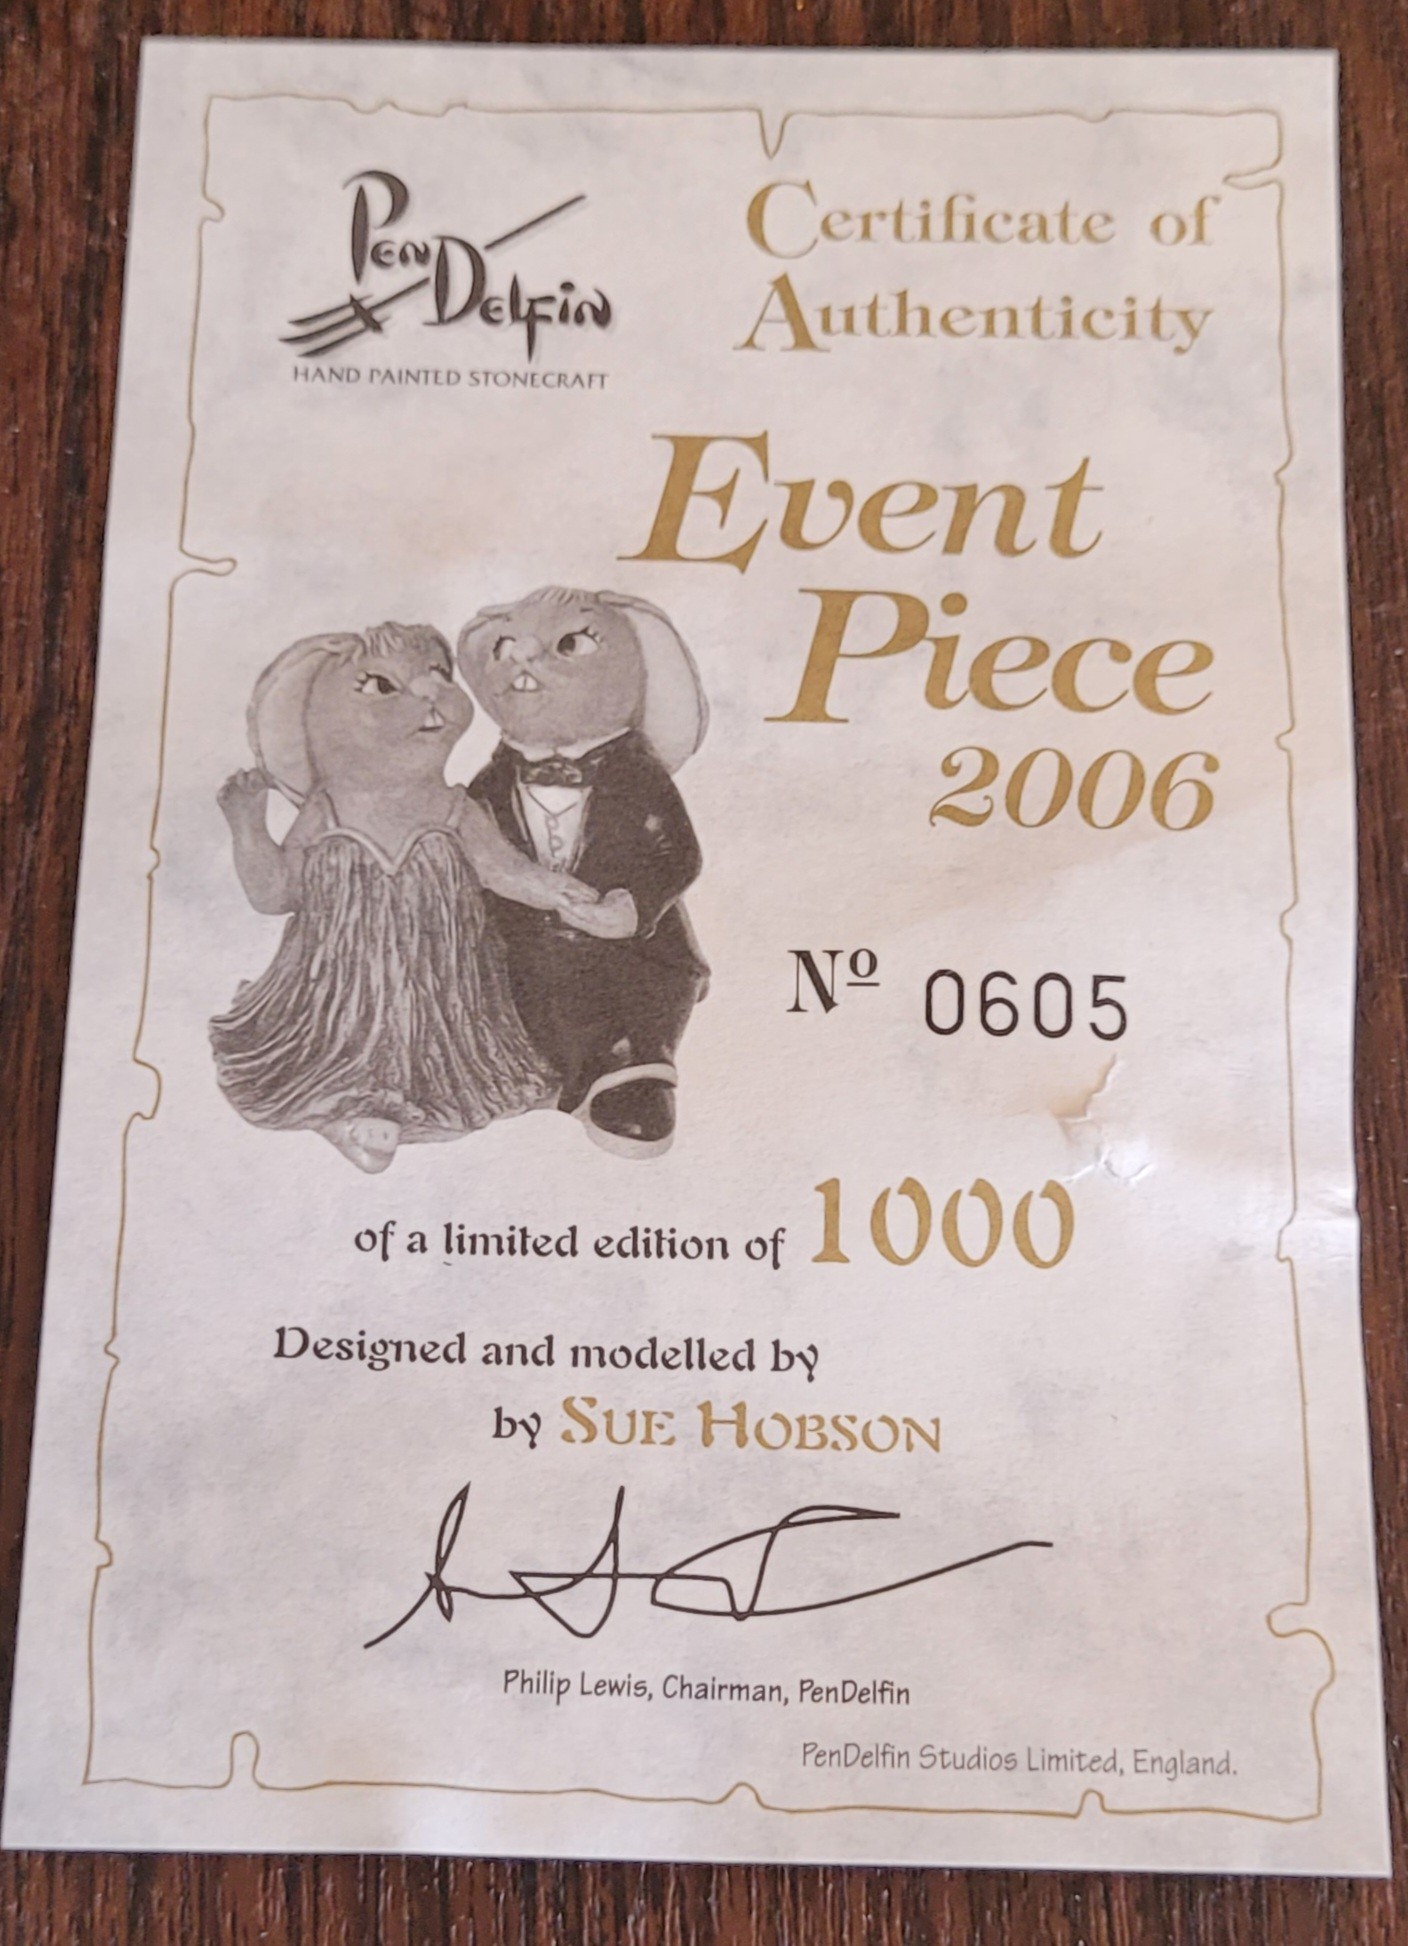 PenDelfin
HAND PAINTED STONECRAFT
Certificate of
Authenticity
Event
Piece
2006
Nº 0605
of a limited edition of 1000
Designed and modelled by
by SUE HOBSON
Philip Lewis, Chairman, PenDelfin
PenDelfin Studios Limited, England.